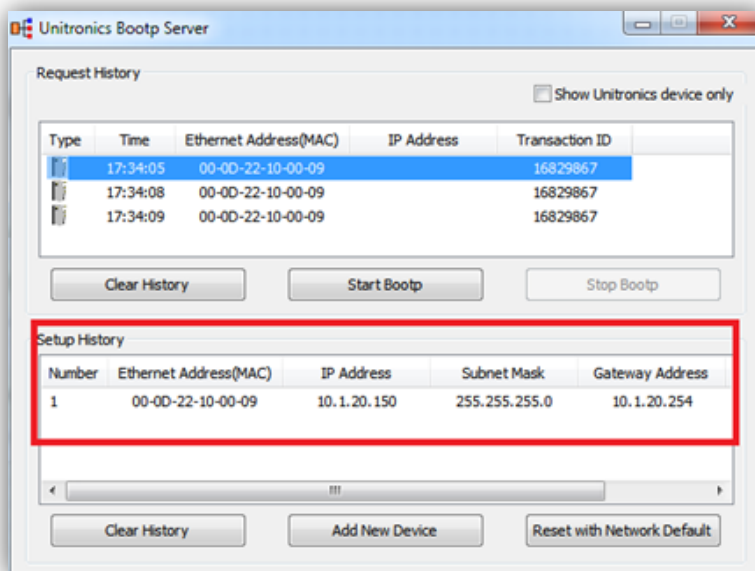 Unitronics Bootp Server
Request History
Show Unitronics device only
Type Time Ethernet Address(MAC) IP Address Transaction ID
17:34:05 00-0D-22-10-00-09 16829867
17:34:08 00-0D-22-10-00-09 16829867
17:34:09 00-0D-22-10-00-09 16829867
Clear History Start Bootp Stop Bootp
Setup History
Number Ethernet Address(MAC) IP Address Subnet Mask Gateway Address
1 00-0D-22-10-00-09 10.1.20.150 255.255.255.0 10.1.20.254
Clear History Add New Device Reset with Network Default